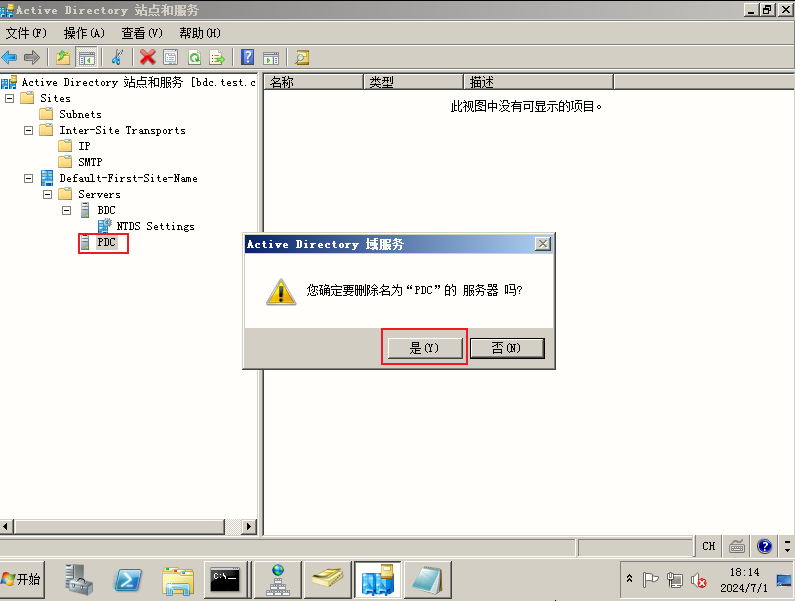 Active Directory 站点和服务
文件(F) 操作(A) 查看(V) 帮助(H)
Active Directory 站点和服务 [bdc.test.c
名称 类型 描述
Sites
此视图中没有可显示的项目。
Subnets
Inter-Site Transports
IP
SMTP
Default-First-Site-Name
Servers
BDC
NTDS Settings
PDC
Active Directory 域服务
您确定要删除名为“PDC”的 服务器 吗?
是(Y) 否(N)
CH
开始
C:\_
18:14
2024/7/1